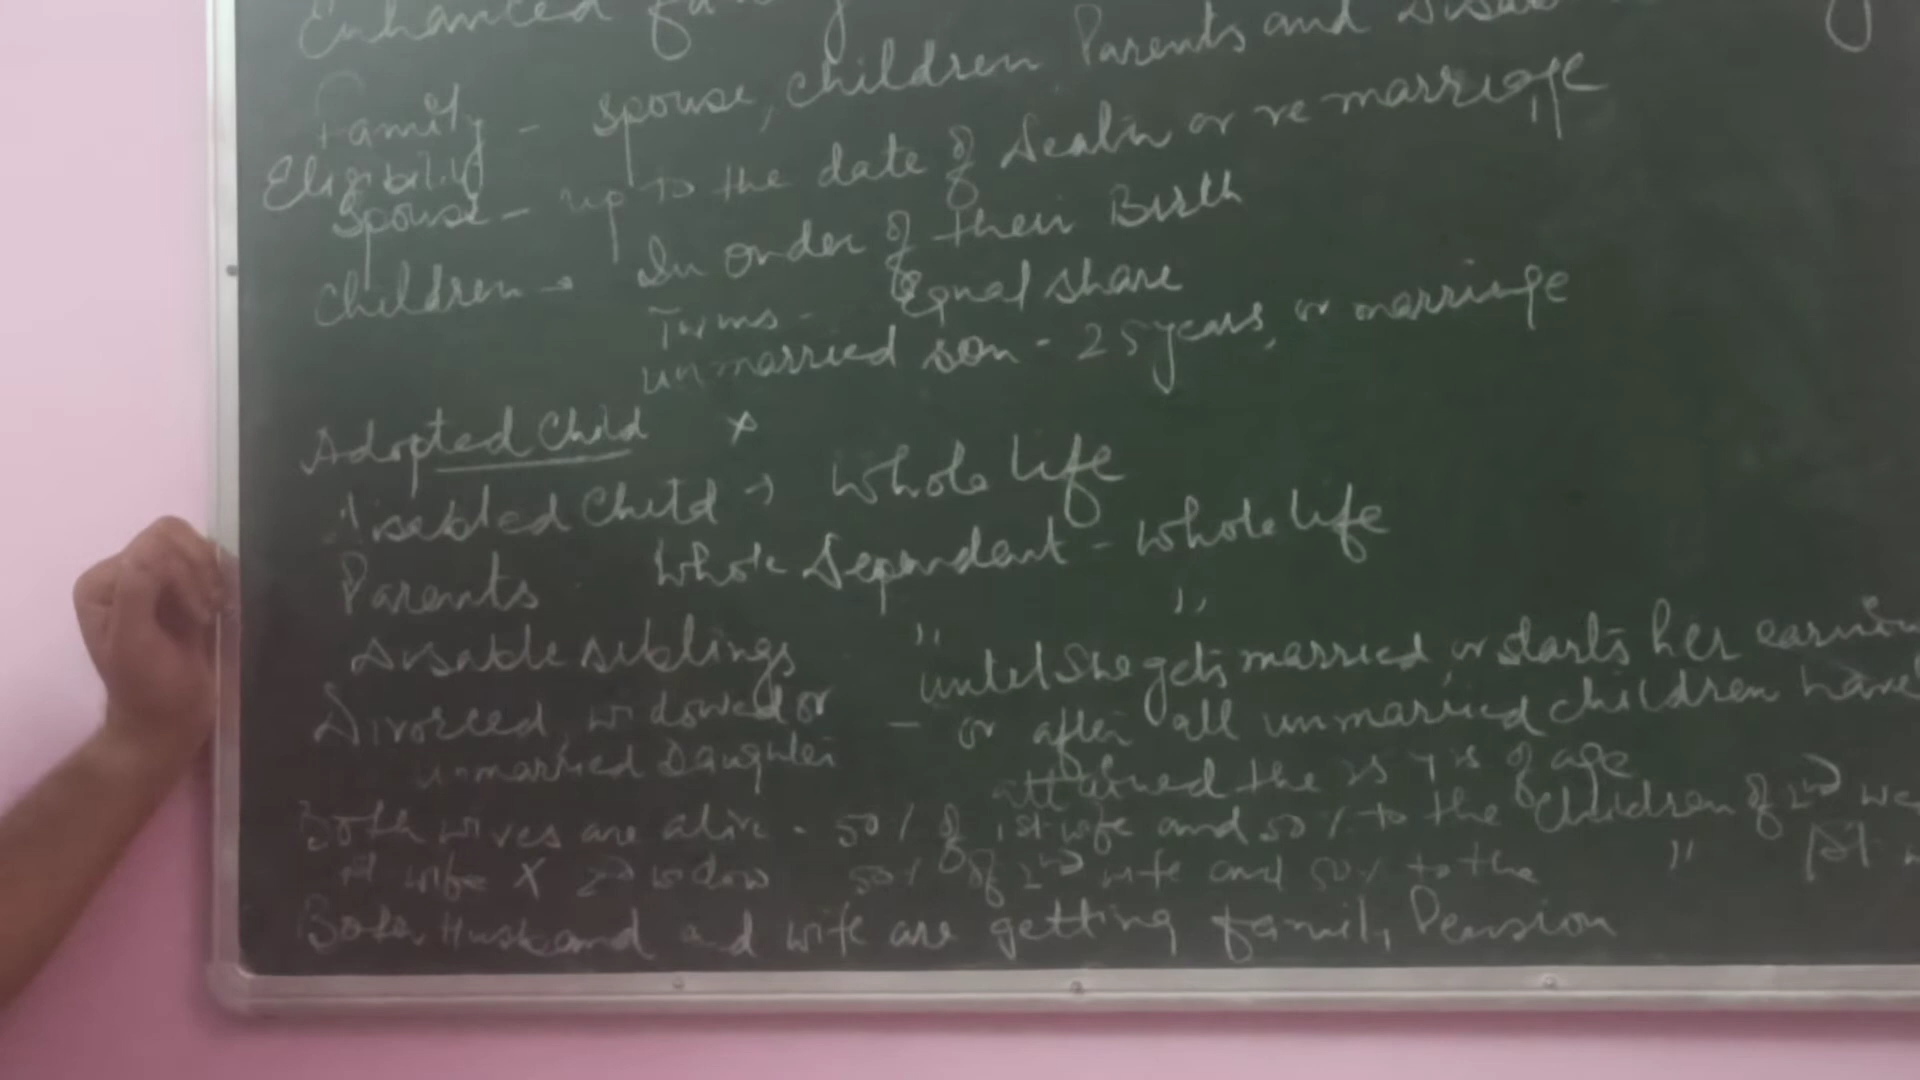 Enhanced
Family - Spouse, Children Parents and
Eligibility
Spouse - up to the date of Death or re marriage
Children → In order of their Birth
Twins - Equal share
unmarried son - 25 years, or marriage
Adopted Child x
Disabled Child → Whole life
Parents Whole Dependant - Whole life
Disable siblings " "
Divorced, widowed or - until she gets married, or starts her
unmarried Daughter or after all unmarried children have
attained the 25 yrs of age
Both wives are alive - 50% of 1st wife and 50% to the Children of 2nd
wife X 2nd widow 50% of 2nd wife and 50% to the " 1st
Both Husband and wife are getting family Pension